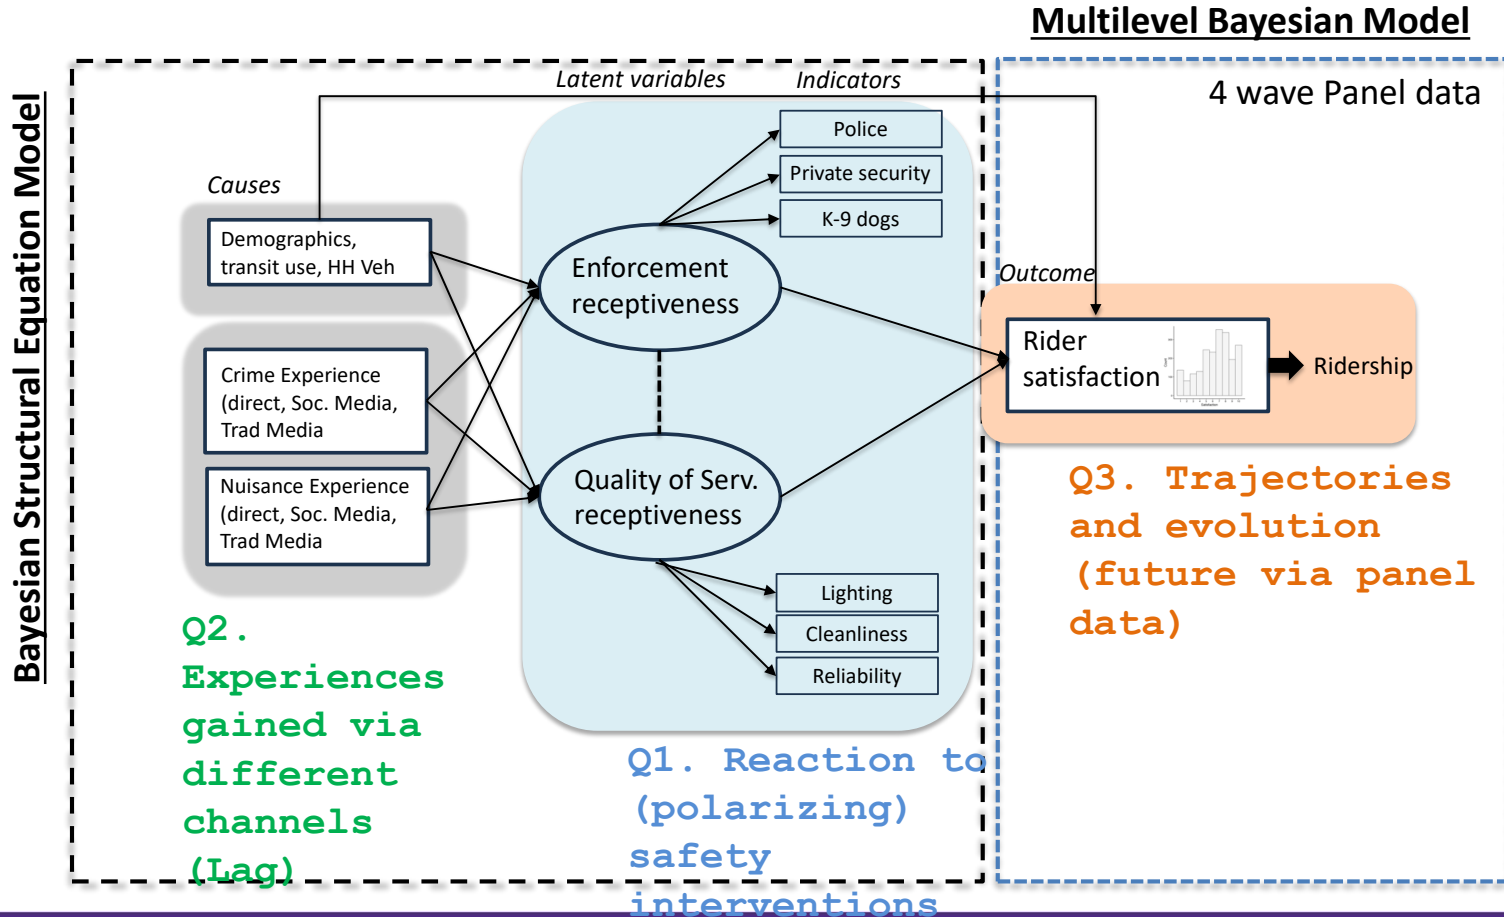 Multilevel Bayesian Model
Bayesian Structural Equation Model
Latent variables
Indicators
4 wave Panel data
Causes
Demographics,
transit use, HH Veh
Crime Experience
(direct, Soc. Media,
Trad Media
Nuisance Experience
(direct, Soc. Media,
Trad Media
Police
Private security
K-9 dogs
Enforcement
receptiveness
Quality of Serv.
receptiveness
Lighting
Cleanliness
Reliability
Outcome
Rider
satisfaction
Ridership
Q2.
Experiences
gained via
different
channels
(Lag)
Q1. Reaction to
(polarizing)
safety
interventions
Q3. Trajectories
and evolution
(future via panel
data)